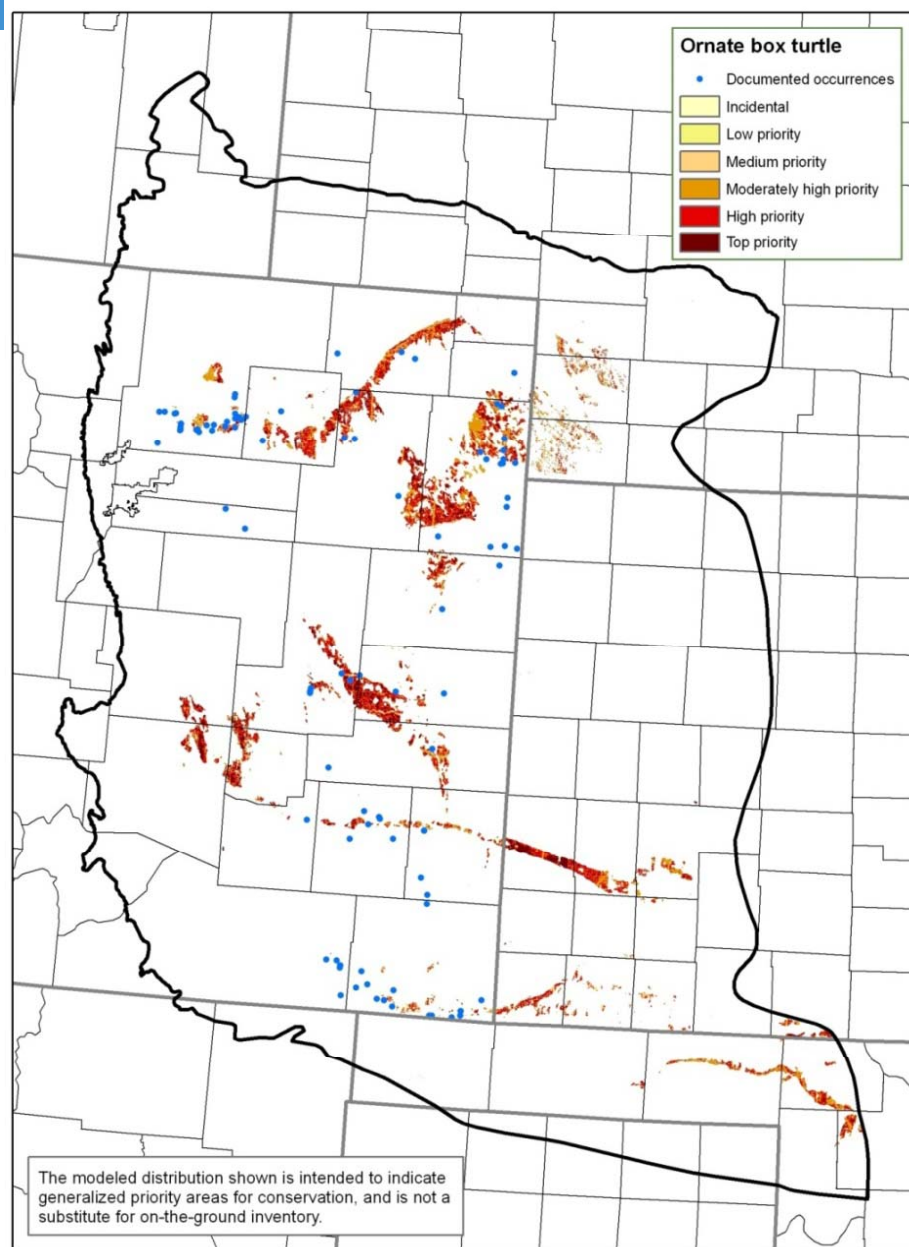 Ornate box turtle
Documented occurrences
Incidental
Low priority
Medium priority
Moderately high priority
High priority
Top priority
The modeled distribution shown is intended to indicate
generalized priority areas for conservation, and is not a
substitute for on-the-ground inventory.